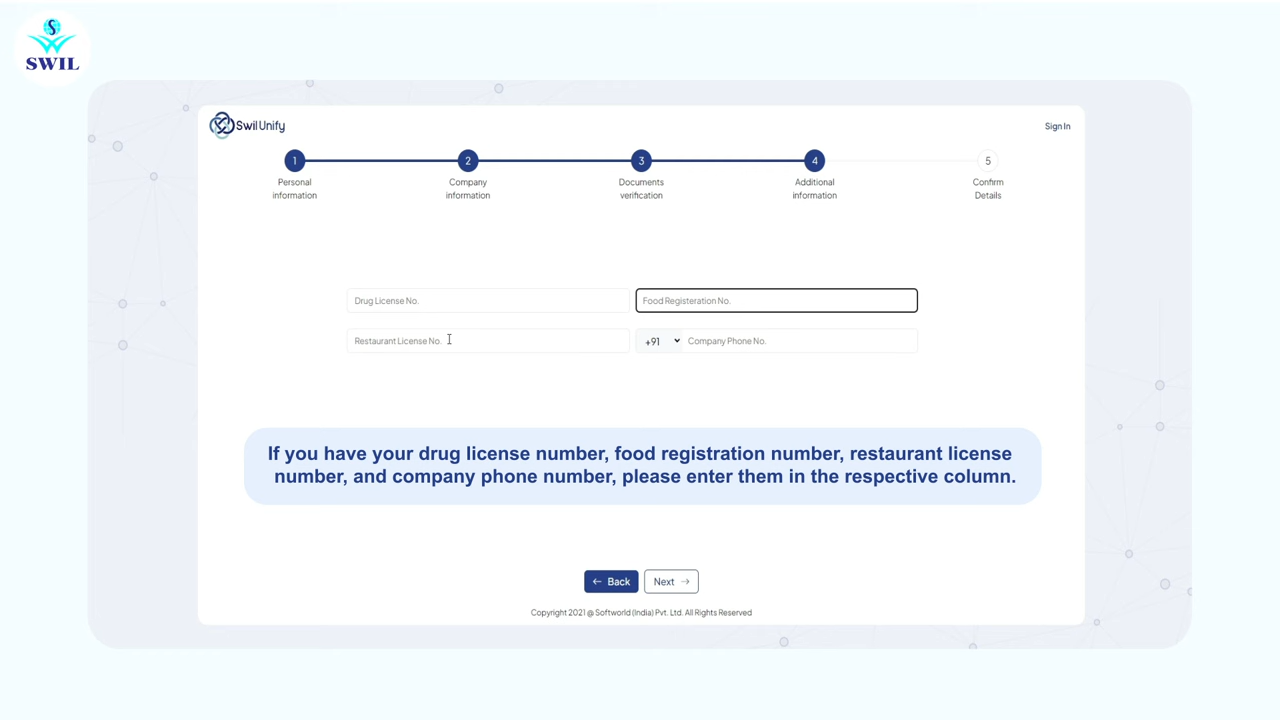 S
SWIL
Swil Unify
Sign In
1
2
3
4
5
Personal
information
Company
information
Documents
verification
Additional
information
Confirm
Details
Drug License No.
Food Registeration No.
Restaurant License No.
+91
Company Phone No.
If you have your drug license number, food registration number, restaurant license
number, and company phone number, please enter them in the respective column.
← Back
Next →
Copyright 2021 @ Softworld (India) Pvt. Ltd. All Rights Reserved